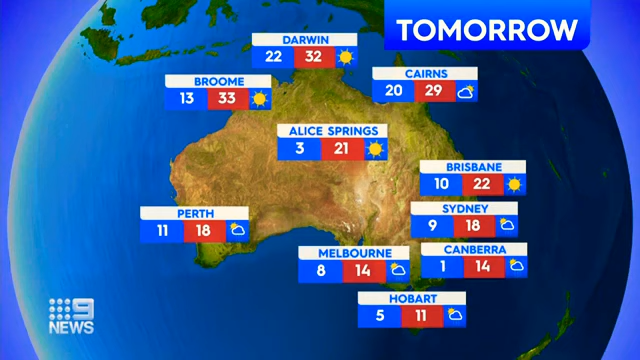 TOMORROW
DARWIN
22 32
BROOME
13 33
CAIRNS
20 29
ALICE SPRINGS
3 21
BRISBANE
10 22
PERTH
11 18
SYDNEY
9 18
MELBOURNE
8 14
CANBERRA
1 14
HOBART
5 11
9
NEWS